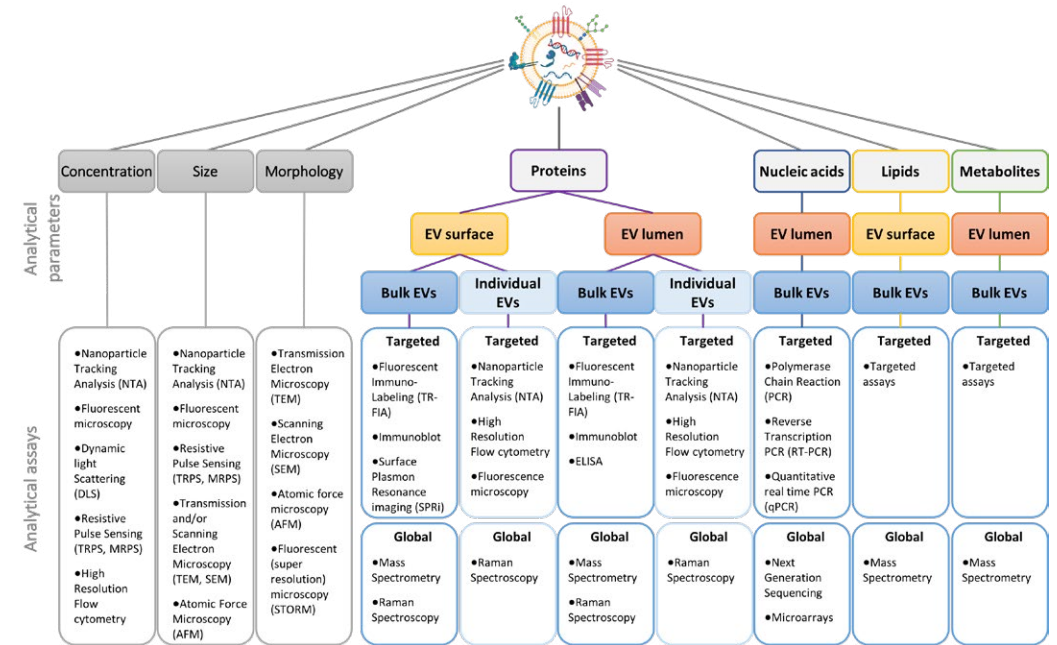 Concentration
Size
Morphology
Proteins
Nucleic acids
Lipids
Metabolites
Analytical
parameters
EV surface
EV lumen
EV lumen
EV surface
EV lumen
Bulk EVs
Individual
EVs
Bulk EVs
Individual
EVs
Bulk EVs
Bulk EVs
Bulk EVs
Analytical assays
●Nanoparticle
Tracking
Analysis (NTA)
●Fluorescent
microscopy
●Dynamic
light
Scattering
(DLS)
●Resistive
Pulse Sensing
(TRPS, MRPS)
●High
Resolution
Flow
cytometry
●Nanoparticle
Tracking
Analysis (NTA)
●Fluorescent
microscopy
●Resistive
Pulse Sensing
(TRPS, MRPS)
●Transmission
and/or
Scanning
Electron
Microscopy
(TEM, SEM)
●Atomic Force
Microscopy
(AFM)
●Transmission
Electron
Microscopy
(TEM)
●Scanning
Electron
Microscopy
(SEM)
●Atomic force
microscopy
(AFM)
●Fluorescent
(super
resolution)
microscopy
(STORM)
Targeted
●Fluorescent
Immuno-
Labeling (TR-
FIA)
●Immunoblot
●Surface
Plasmon
Resonance
imaging (SPRi)
Targeted
●Nanoparticle
Tracking
Analysis (NTA)
●High
Resolution
Flow cytometry
●Fluorescence
microscopy
Targeted
●Fluorescent
Immuno-
Labeling (TR-
FIA)
●Immunoblot
●ELISA
Targeted
●Nanoparticle
Tracking
Analysis (NTA)
●High
Resolution
Flow cytometry
●Fluorescence
microscopy
Targeted
●Polymerase
Chain Reaction
(PCR)
●Reverse
Transcription
PCR (RT-PCR)
●Quantitative
real time PCR
(qPCR)
Targeted
●Targeted
assays
Targeted
●Targeted
assays
Global
●Mass
Spectrometry
●Raman
Spectroscopy
Global
●Raman
Spectroscopy
Global
●Mass
Spectrometry
●Raman
Spectroscopy
Global
●Raman
Spectroscopy
Global
●Next
Generation
Sequencing
●Microarrays
Global
●Mass
Spectrometry
Global
●Mass
Spectrometry